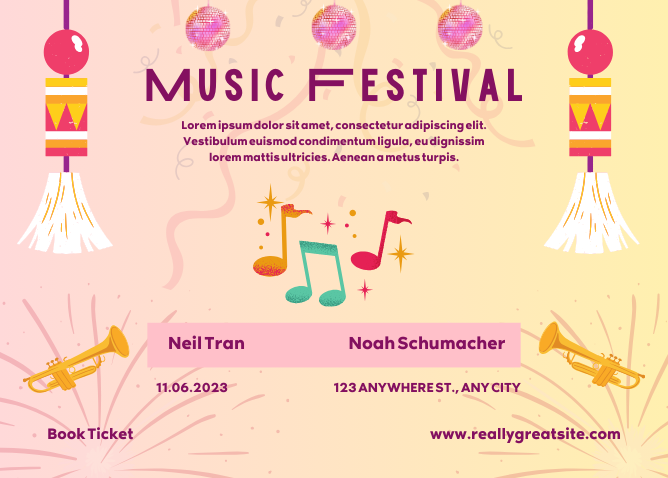 Music Festival
Lorem ipsum dolor sit amet, consectetur adipiscing elit.
Vestibulum euismod condimentum ligula, eu dignissim
lorem mattis ultricies. Aenean a metus turpis.
Neil Tran
Noah Schumacher
11.06.2023
123 ANYWHERE ST., ANY CITY
Book Ticket
www.reallygreatsite.com